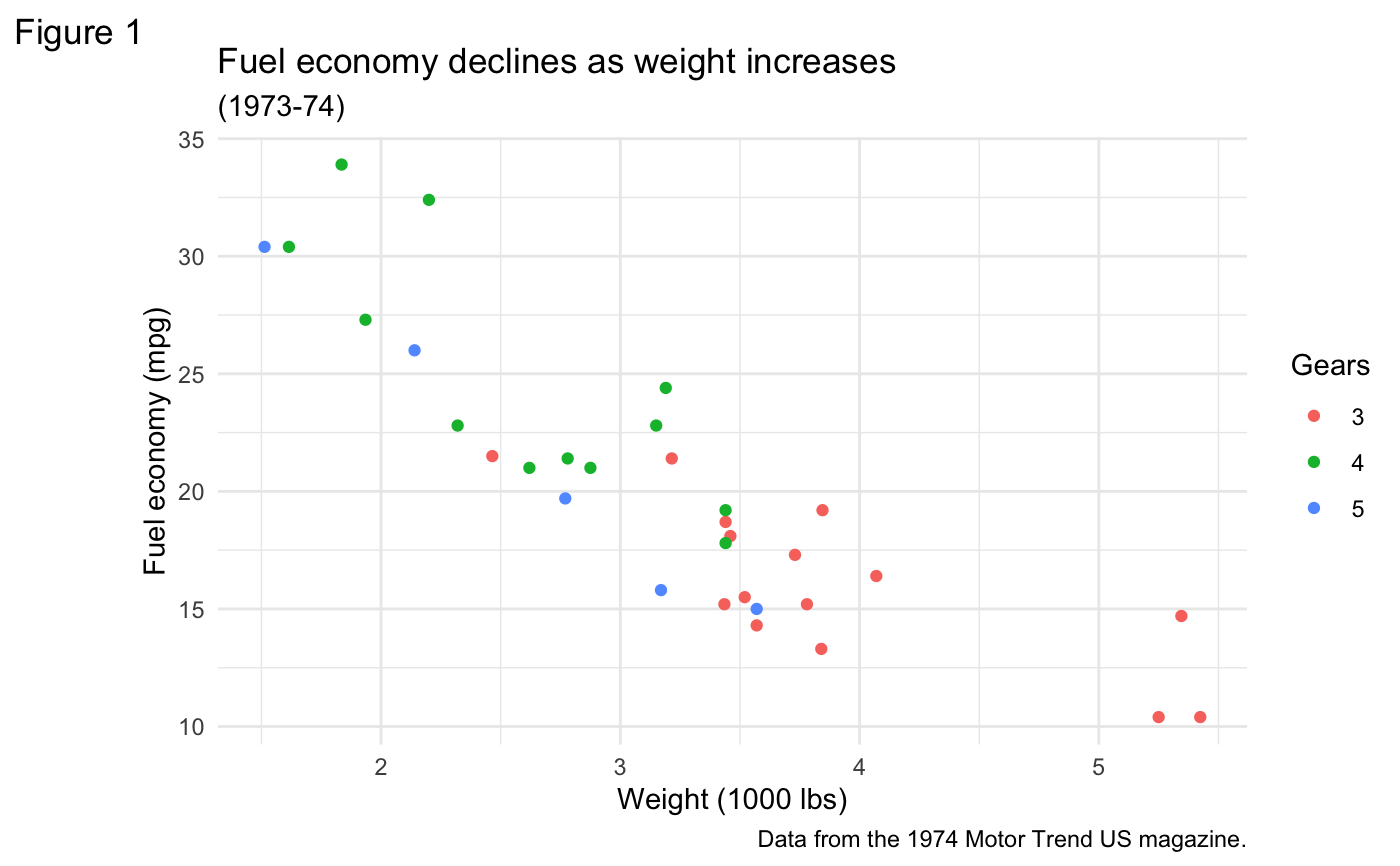 Figure 1
Fuel economy declines as weight increases
(1973-74)
35
30
25
20
15
10
Fuel economy (mpg)
2 3 4 5
Weight (1000 lbs)
Gears
3
4
5
Data from the 1974 Motor Trend US magazine.